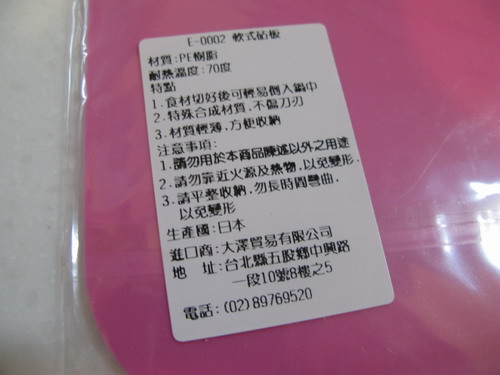 E-0002 軟式砧板
材質:PE樹脂
耐熱溫度:70度
特點
1.食材切好後可輕易倒入鍋中
2.特殊合成材質,不傷刀刃
3.材質輕薄,方便收納
注意事項:
1.請勿用於本商品陳述以外之用途
2.請勿靠近火源及熱物,以免變形.
3.請平整收納,勿長時間彎曲,
以免變形
生產國:日本
進口商:大澤貿易有限公司
地 址:台北縣五股鄉中興路
一段10號8樓之5
電話:(02)89769520